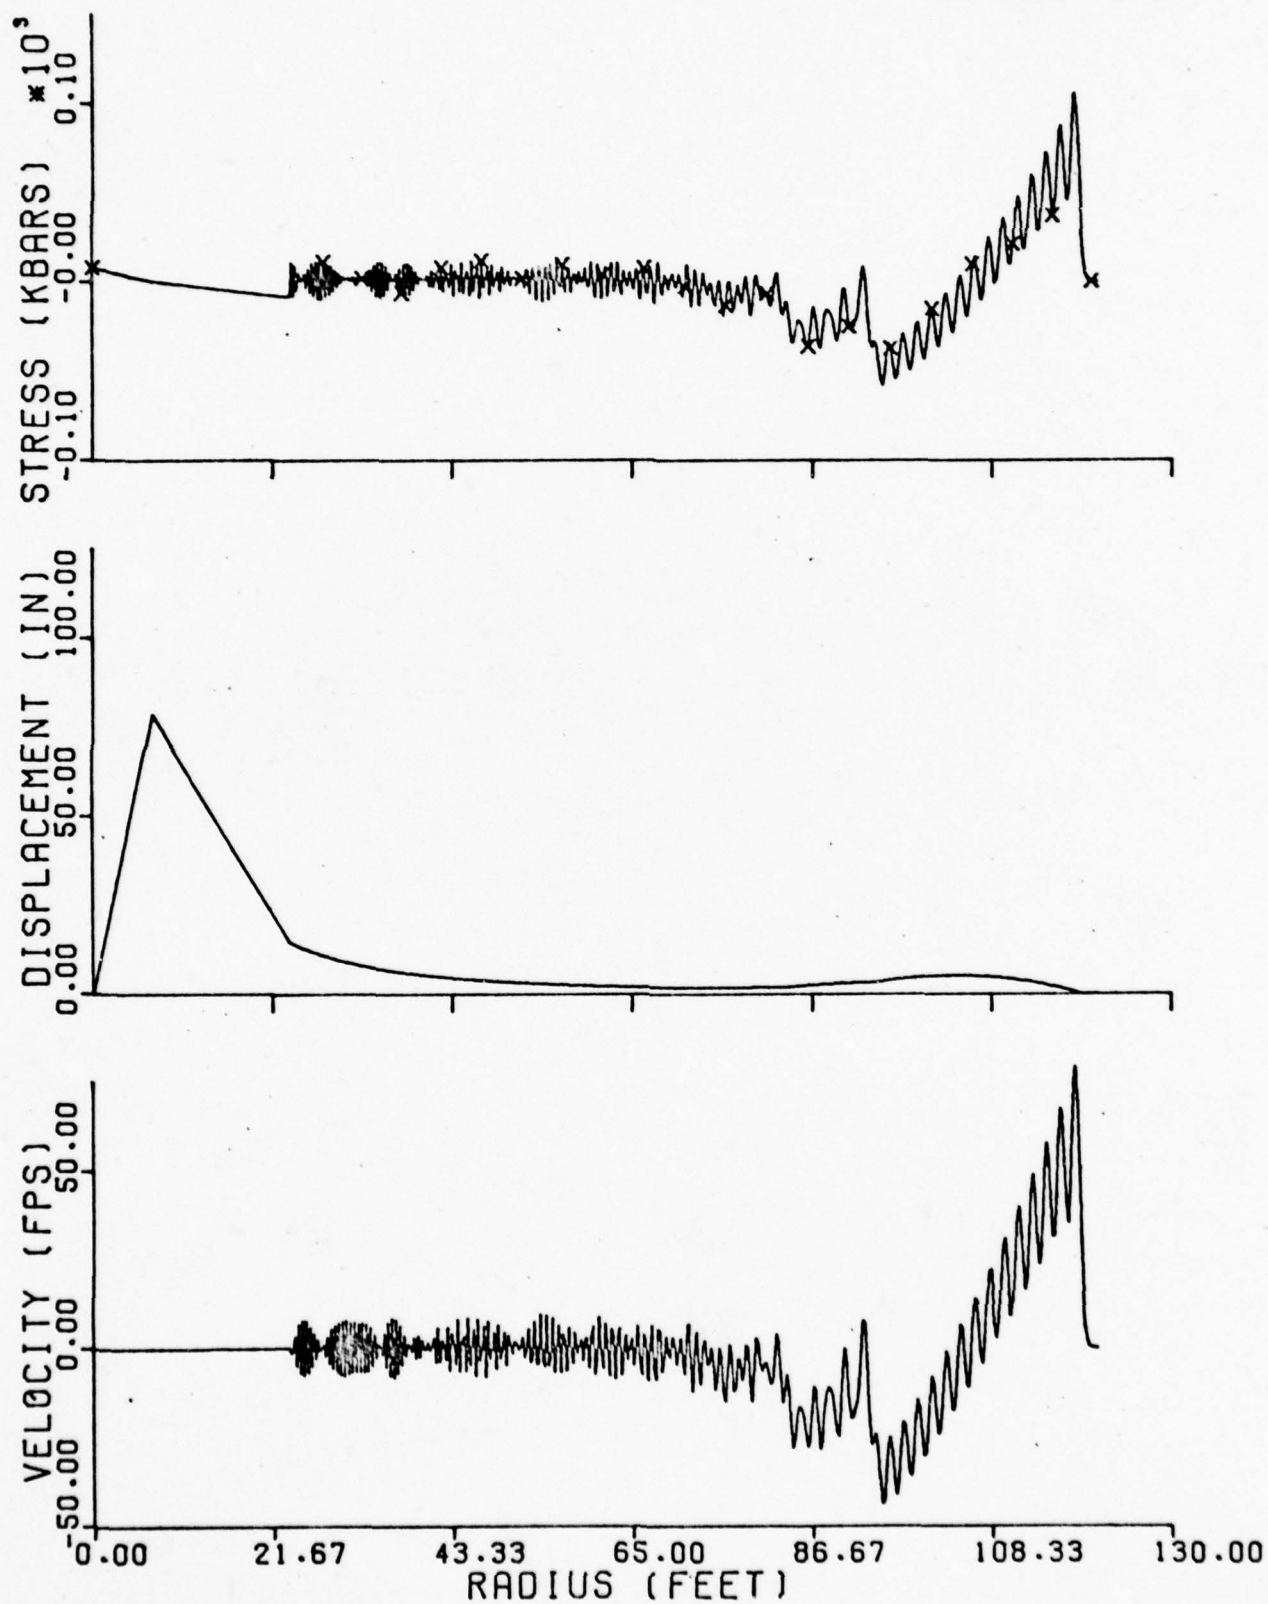 STRESS (KBARS) *10³
0.10
-0.00
-0.10
DISPLACEMENT (IN)
100.00
50.00
0.00
VELOCITY (FPS)
50.00
0.00
-50.00
-0.00 21.67 43.33 65.00 86.67 108.33 130.00
RADIUS (FEET)